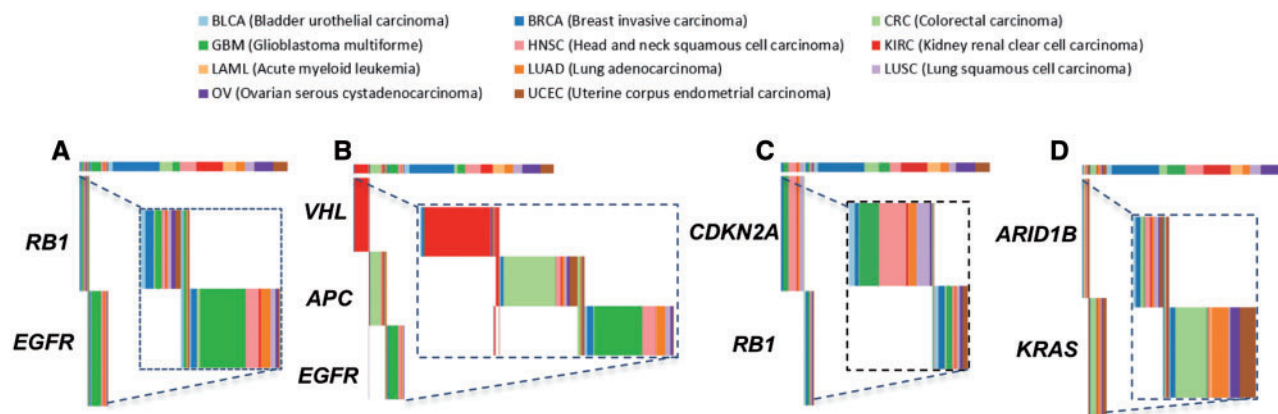 BLCA (Bladder urothelial carcinoma) BRCA (Breast invasive carcinoma) CRC (Colorectal carcinoma)
GBM (Glioblastoma multiforme) HNSC (Head and neck squamous cell carcinoma) KIRC (Kidney renal clear cell carcinoma)
LAML (Acute myeloid leukemia) LUAD (Lung adenocarcinoma) LUSC (Lung squamous cell carcinoma)
OV (Ovarian serous cystadenocarcinoma) UCEC (Uterine corpus endometrial carcinoma)
A B C D
VHL
RB1 CDKN2A ARID1B
APC
EGFR RB1 KRAS
EGFR